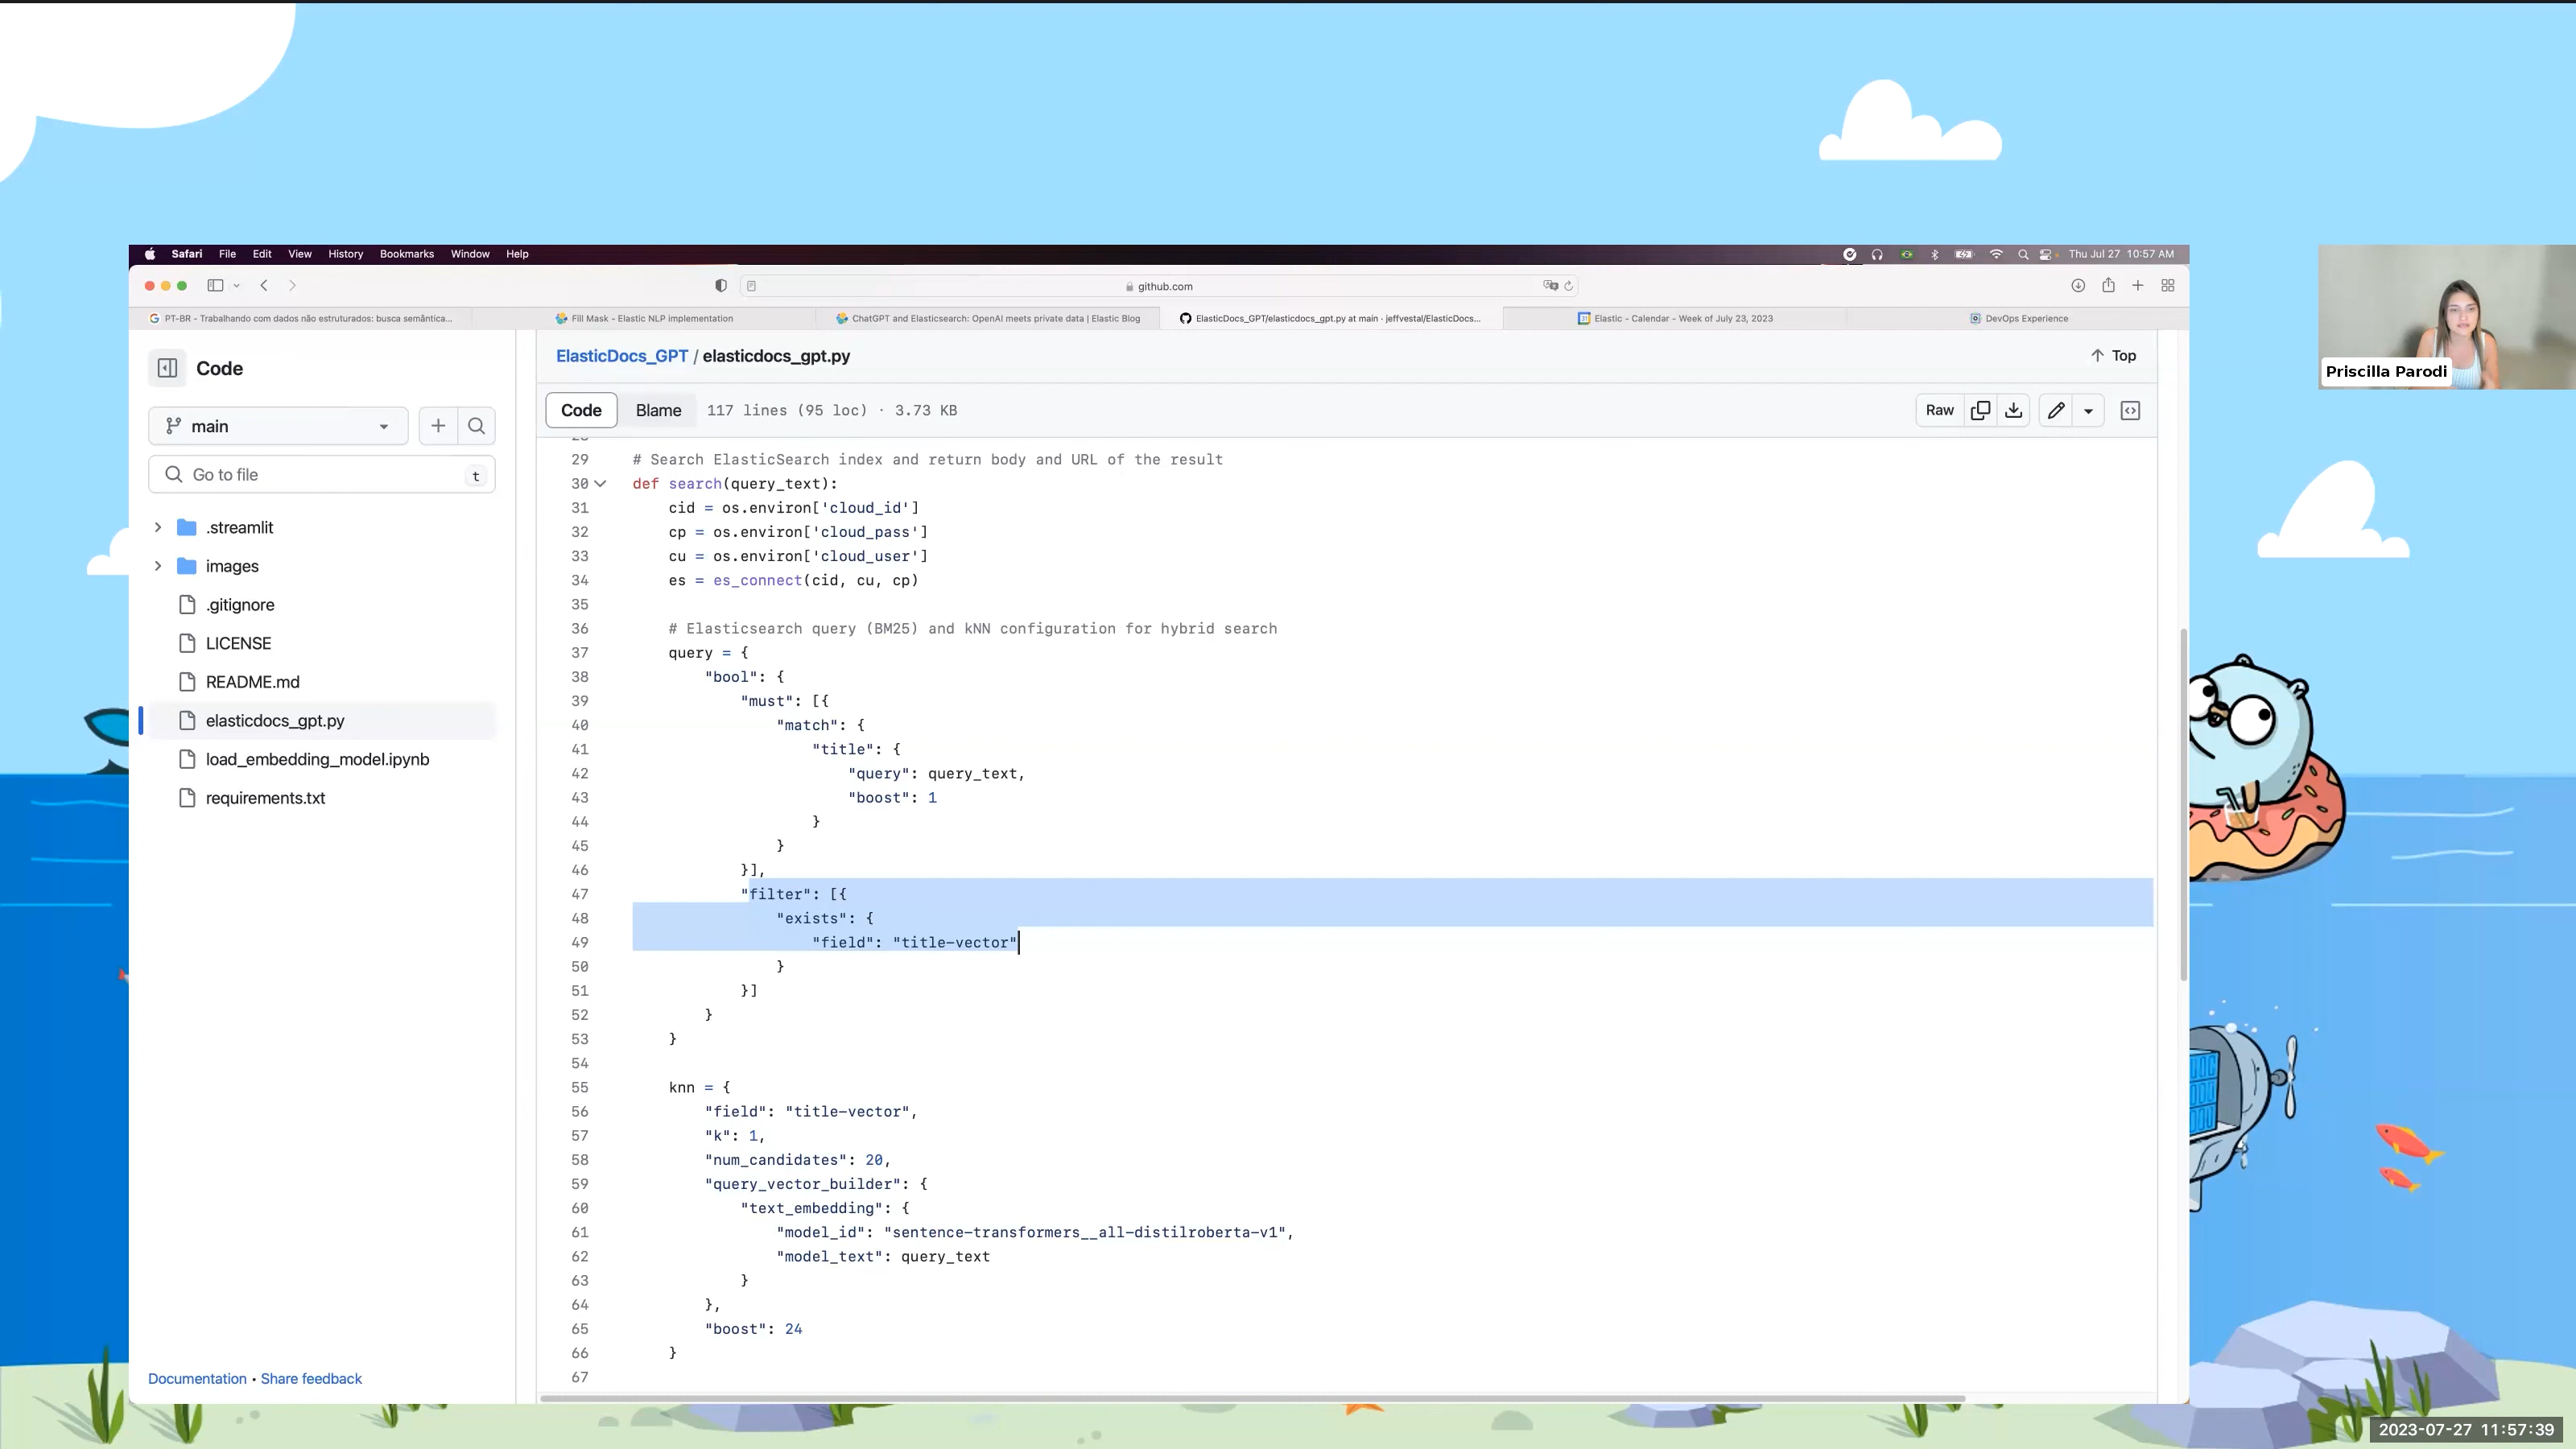 Safari File Edit View History Bookmarks Window Help
Thu Jul 27 10:57 AM
github.com
PT-BR - Trabalhando com dados não estruturados: busca semântica...
Fill Mask - Elastic NLP implementation
ChatGPT and Elasticsearch: OpenAI meets private data | Elastic Blog
ElasticDocs_GPT/elasticdocs_gpt.py at main · jeffvestal/ElasticDocs...
Elastic - Calendar - Week of July 23, 2023
DevOps Experience
Priscilla Parodi
Code
main
Go to file
t
.streamlit
images
.gitignore
LICENSE
README.md
elasticdocs_gpt.py
load_embedding_model.ipynb
requirements.txt
Documentation • Share feedback
ElasticDocs_GPT / elasticdocs_gpt.py
Top
Code Blame 117 lines (95 loc) · 3.73 KB
Raw
29 # Search ElasticSearch index and return body and URL of the result
30 def search(query_text):
31 cid = os.environ['cloud_id']
32 cp = os.environ['cloud_pass']
33 cu = os.environ['cloud_user']
34 es = es_connect(cid, cu, cp)
35
36 # Elasticsearch query (BM25) and kNN configuration for hybrid search
37 query = {
38 "bool": {
39 "must": [{
40 "match": {
41 "title": {
42 "query": query_text,
43 "boost": 1
44 }
45 }
46 }],
47 "filter": [{
48 "exists": {
49 "field": "title-vector"
50 }
51 }]
52 }
53 }
54
55 knn = {
56 "field": "title-vector",
57 "k": 1,
58 "num_candidates": 20,
59 "query_vector_builder": {
60 "text_embedding": {
61 "model_id": "sentence-transformers__all-distilroberta-v1",
62 "model_text": query_text
63 }
64 },
65 "boost": 24
66 }
67
2023-07-27 11:57:39